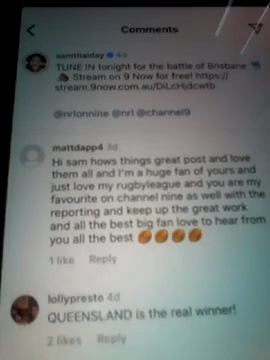 Comments
samthaiday 4d
TUNE IN tonight for the battle of Brisbane
Stream on 9 Now for free! https://
stream.9now.com.au/DiLcHjdcwtb
@nrlonnine @nrl @channel9
mattdapp4 3d
Hi sam hows things great post and love
them all and I'm a huge fan of yours and
just love my rugbyleague and you are my
favourite on channel nine as well with the
reporting and keep up the great work
and all the best big fan love to hear from
you all the best
1 like Reply
lollypresto 4d
QUEENSLAND is the real winner!
2 likes Reply